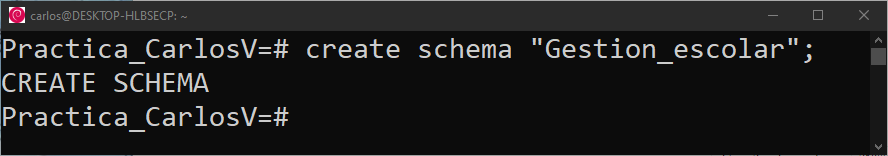 carlos@DESKTOP-HLBSECP: ~
Practica_CarlosV=# create schema "Gestion_escolar";
CREATE SCHEMA
Practica_CarlosV=#